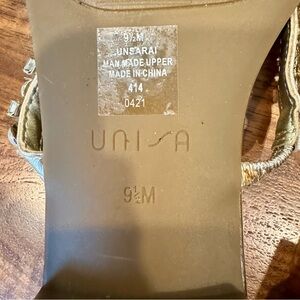 9½M
UNSARAI
MAN MADE UPPER
MADE IN CHINA
414
0421
UNISA
9½M